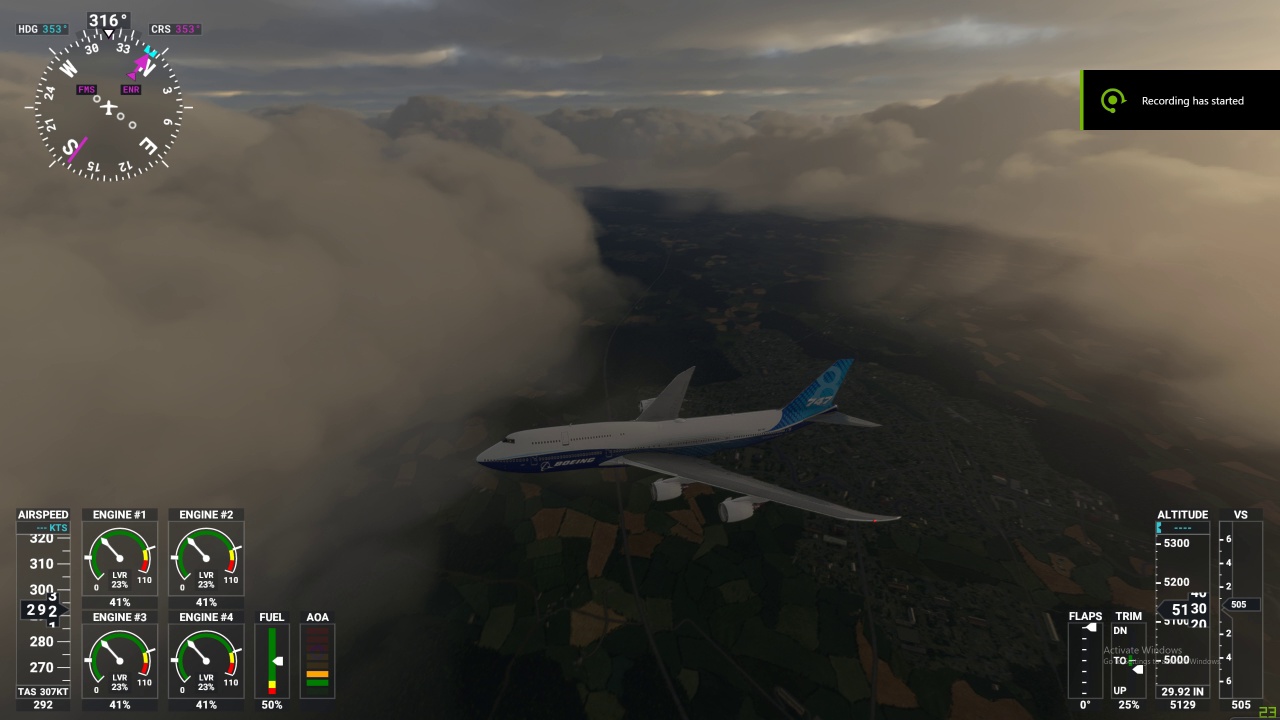 316°
HDG 353°
CRS 353°
30 33 N 3 6 E 12 15 S 21 24 W
FMS ENR
Recording has started
747
BOEING
AIRSPEED
--- KTS
320
310
300
292
280
270
TAS 307KT
292
ENGINE #1
LVR
23%
0 110
41%
ENGINE #2
LVR
23%
0 110
41%
ENGINE #3
LVR
23%
0 110
41%
ENGINE #4
LVR
23%
0 110
41%
FUEL
50%
AOA
FLAPS
0°
TRIM
DN
TO
UP
25%
ALTITUDE
----
5300
5200
5130
5100
5000
29.92 IN
5129
VS
6
4
2
505
2
4
6
505
Activate Windows
23